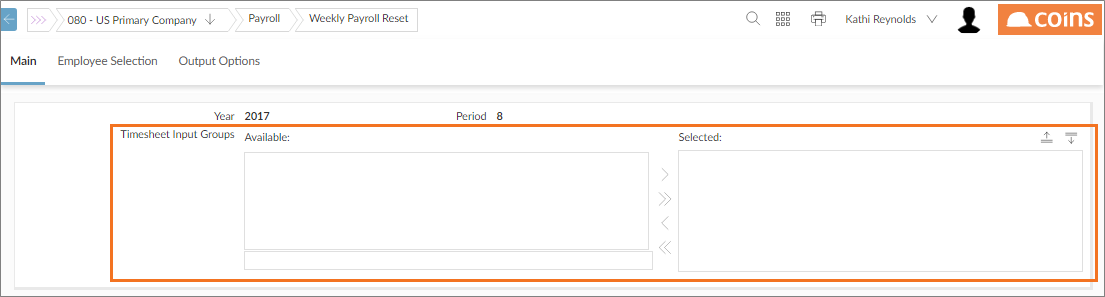 080 - US Primary Company Payroll Weekly Payroll Reset Kathi Reynolds coins
Main Employee Selection Output Options
Year 2017 Period 8
Timesheet Input Groups Available: Selected: